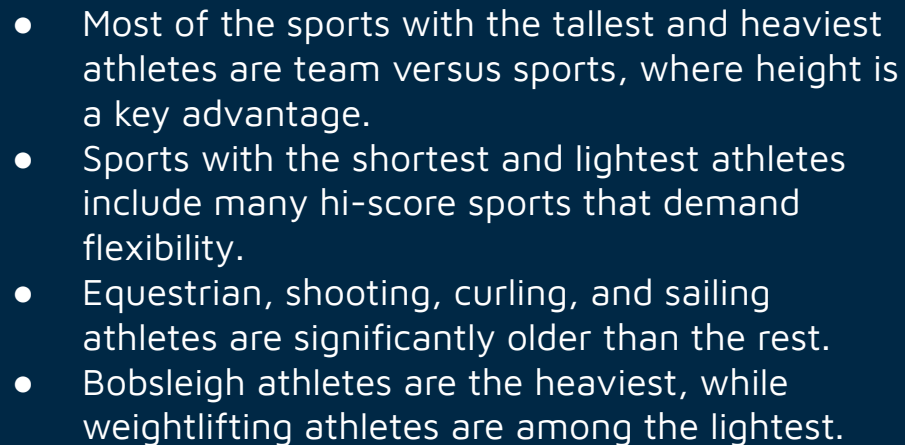 ● Most of the sports with the tallest and heaviest
athletes are team versus sports, where height is
a key advantage.
● Sports with the shortest and lightest athletes
include many hi-score sports that demand
flexibility.
● Equestrian, shooting, curling, and sailing
athletes are significantly older than the rest.
● Bobsleigh athletes are the heaviest, while
weightlifting athletes are among the lightest.